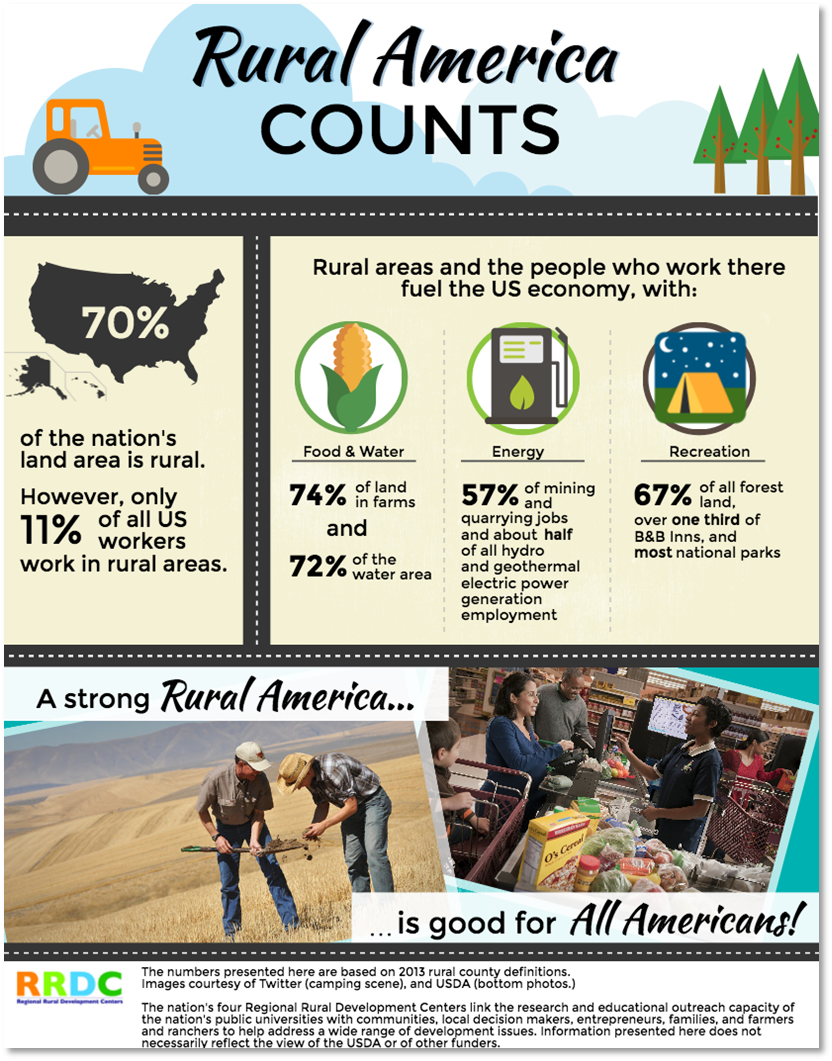 Rural America
COUNTS
70%
of the nation's
land area is rural.
However, only
11% of all US
workers
work in rural areas.
Rural areas and the people who work there
fuel the US economy, with:
Food & Water
74% of land
in farms
and
72% of the
water area
Energy
57% of mining
and
quarrying jobs
and about half
of all hydro
and geothermal
electric power
generation
employment
Recreation
67% of all forest
land,
over one third of
B&B Inns, and
most national parks
A strong Rural America...
O's Cereal
...is good for All Americans!
RRDC
Regional Rural Development Centers
The numbers presented here are based on 2013 rural county definitions.
Images courtesy of Twitter (camping scene), and USDA (bottom photos.)
The nation's four Regional Rural Development Centers link the research and educational outreach capacity of
the nation's public universities with communities, local decision makers, entrepreneurs, families, and farmers
and ranchers to help address a wide range of development issues. Information presented here does not
necessarily reflect the view of the USDA or of other funders.